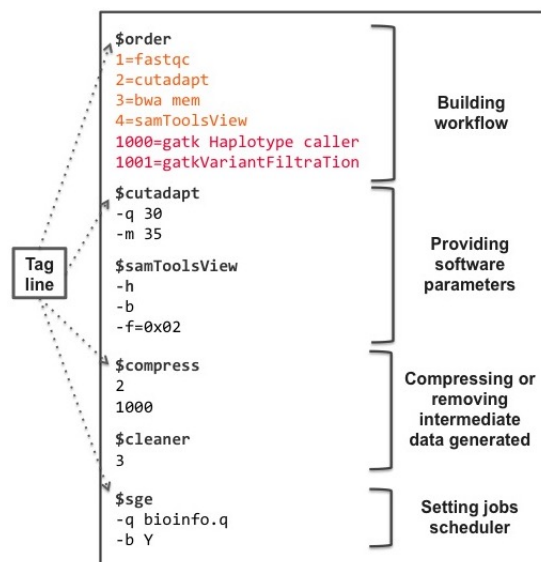 $order
1=fastqc
2=cutadapt
3=bwa mem
4=samToolsView
1000=gatk Haplotype caller
1001=gatkVariantFiltraTion
Building
workflow
$cutadapt
-q 30
-m 35
$samToolsView
-h
-b
-f=0x02
Providing
software
parameters
Tag
line
$compress
2
1000
$cleaner
3
Compressing or
removing
intermediate
data generated
$sge
-q bioinfo.q
-b Y
Setting jobs
scheduler